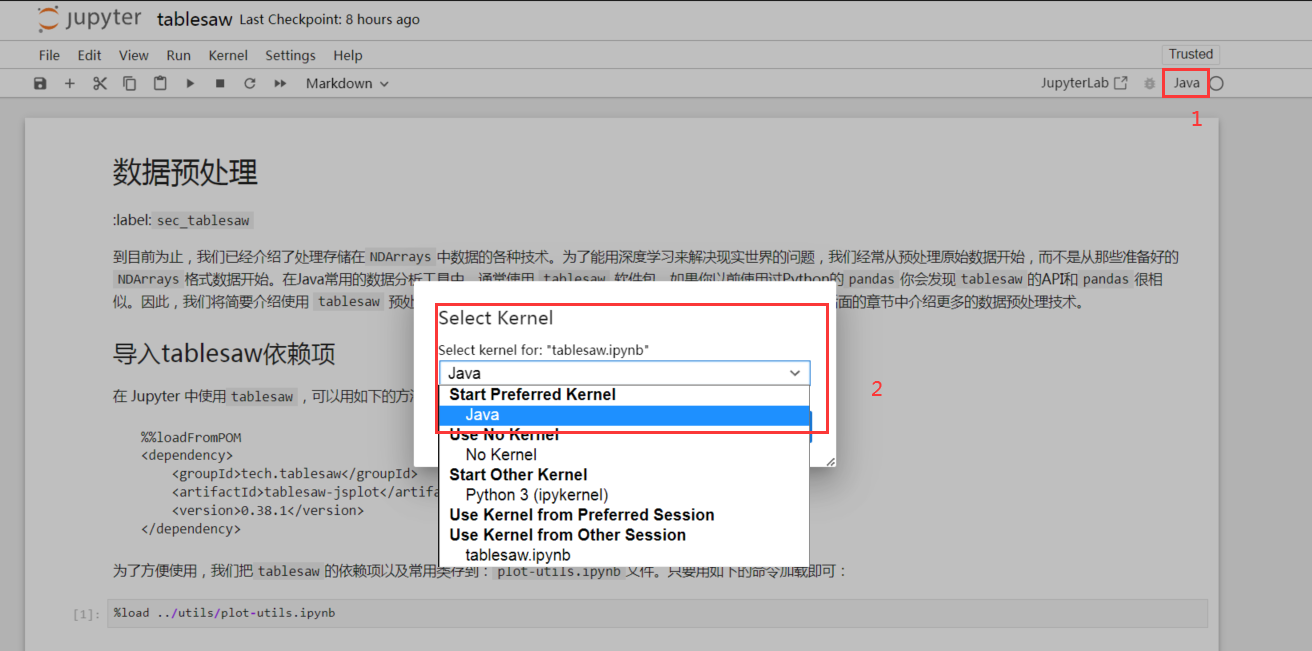 jupyter tablesaw Last Checkpoint: 8 hours ago
File Edit View Run Kernel Settings Help Trusted
Markdown JupyterLab Java
1
数据预处理
:label: sec_tablesaw
到目前为止，我们已经介绍了处理存储在 NDArrays 中数据的各种技术。为了能用深度学习来解决现实世界的问题，我们经常从预处理原始数据开始，而不是从那些准备好的
NDArrays 格式数据开始。在Java常用的数据分析工具中，通常使用 tablesaw 软件包。如果你以前使用过Python的 pandas 你会发现 tablesaw 的API和 pandas 很相
似。因此，我们将简要介绍使用 tablesaw 预处 面的章节中介绍更多的数据预处理技术。
Select Kernel
Select kernel for: "tablesaw.ipynb"
Java
Start Preferred Kernel
Java
Use No Kernel
No Kernel
Start Other Kernel
Python 3 (ipykernel)
Use Kernel from Preferred Session
Use Kernel from Other Session
tablesaw.ipynb
2
导入tablesaw依赖项
在 Jupyter 中使用 tablesaw ，可以用如下的方
%%loadFromPOM
<dependency>
<groupId>tech.tablesaw</groupId>
<artifactId>tablesaw-jsplot</artifa
<version>0.38.1</version>
</dependency>
为了方便使用，我们把 tablesaw 的依赖项以及常用类存到： plot-utils.ipynb 文件。只要用如下的命令加载即可：
[1]: %load ../utils/plot-utils.ipynb